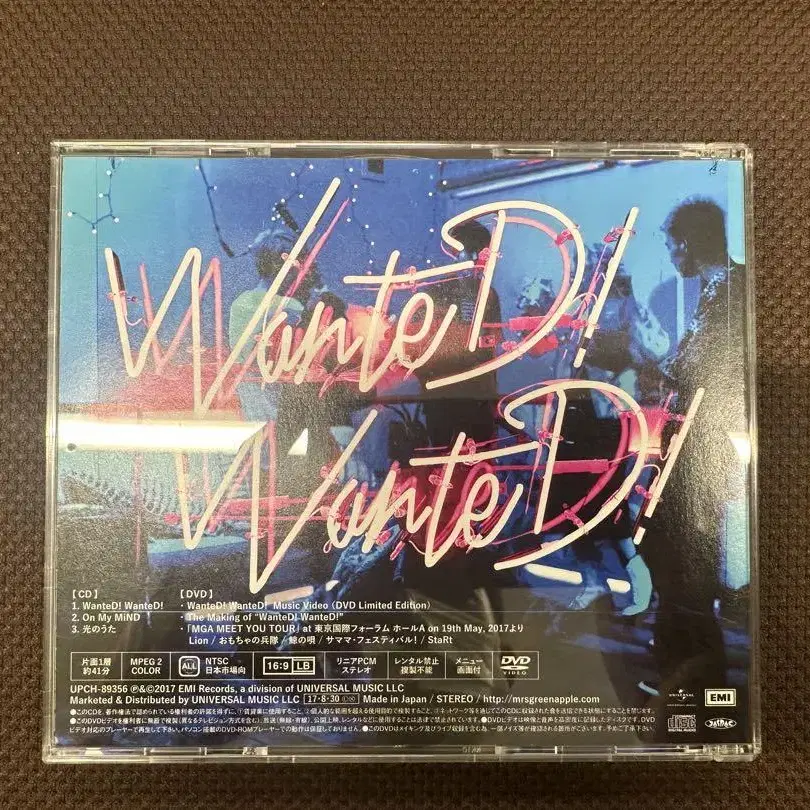 WanteD!
WanteD!
【CD】
1. WanteD! WanteD!
2. On My MiND
3. 光のうた
【DVD】
・WanteD! WanteD! Music Video (DVD Limited Edition)
・The Making of "WanteD! WanteD!"
・「MGA MEET YOU TOUR」at 東京国際フォーラム ホールA on 19th May, 2017より
Lion / おもちゃの兵隊 / 鯨の唄 / サママ・フェスティバル! / StaRt
片面1層
約41分
MPEG 2
COLOR
ALL
NTSC
日本市場向
16:9 LB
リニアPCM
ステレオ
レンタル禁止
複製不能
メニュー
画面付
DVD
VIDEO
UPCH-89356 ℗&©2017 EMI Records, a division of UNIVERSAL MUSIC LLC
Marketed & Distributed by UNIVERSAL MUSIC LLC 17・8・30 Made in Japan / STEREO / http://mrsgreenapple.com/
UNIVERSAL
EMI